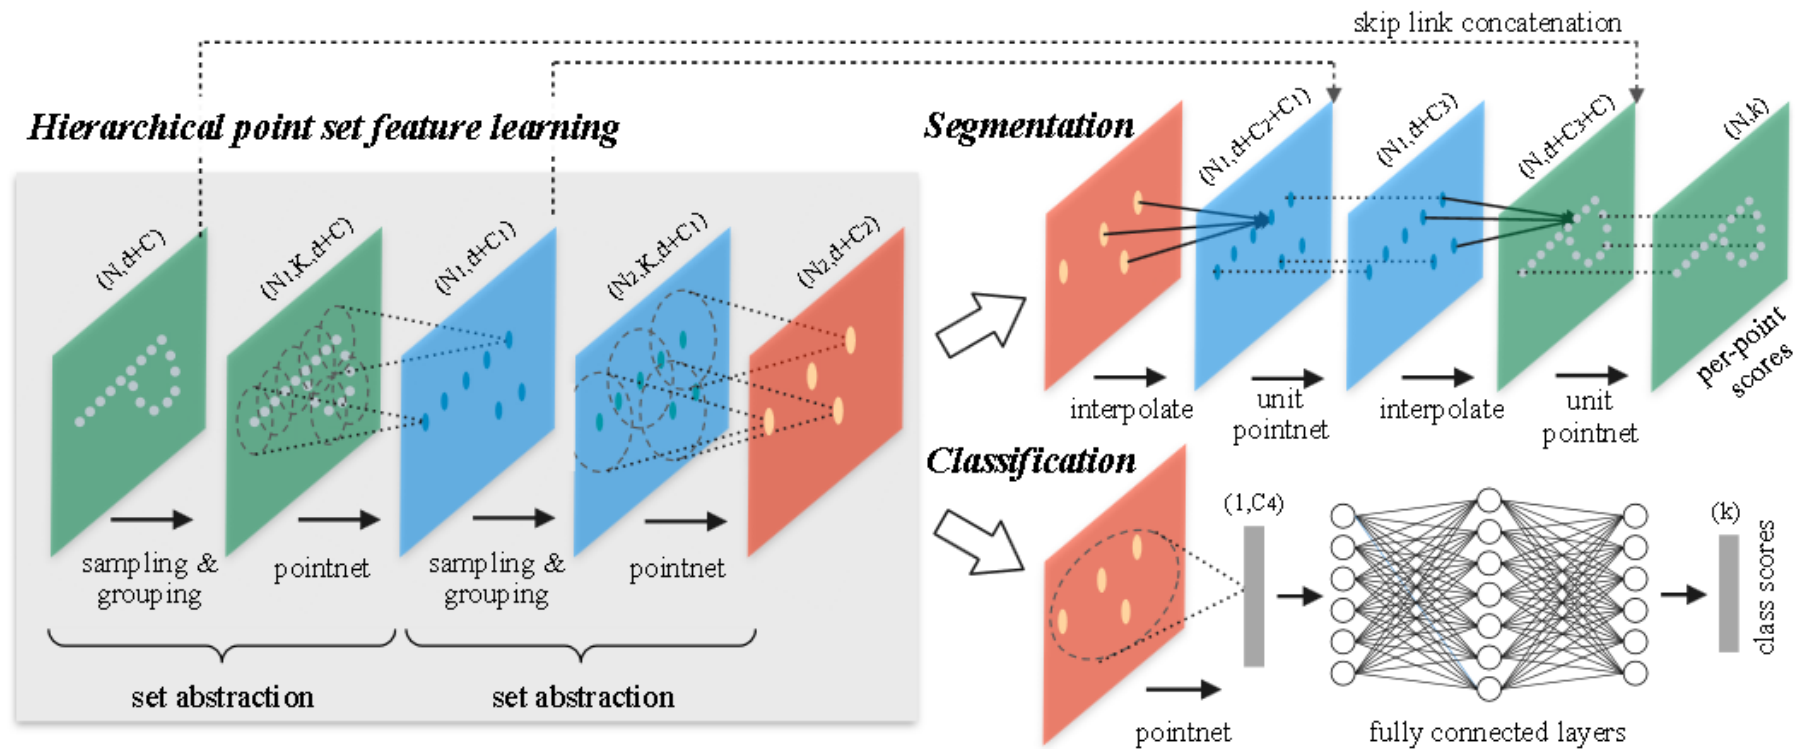 skip link concatenation
Hierarchical point set feature learning
(N,d+C)
(N1,K,d+C)
(N1,d+C1)
(N2,K,d+C1)
(N2,d+C2)
sampling &
grouping
pointnet
sampling &
grouping
pointnet
set abstraction
set abstraction
Segmentation
(N1,d+C2+C1)
(N1,d+C3)
(N,d+C3+C)
(N,k)
interpolate
unit
pointnet
interpolate
unit
pointnet
per-point
scores
Classification
(1,C4)
(k)
class scores
pointnet
fully connected layers